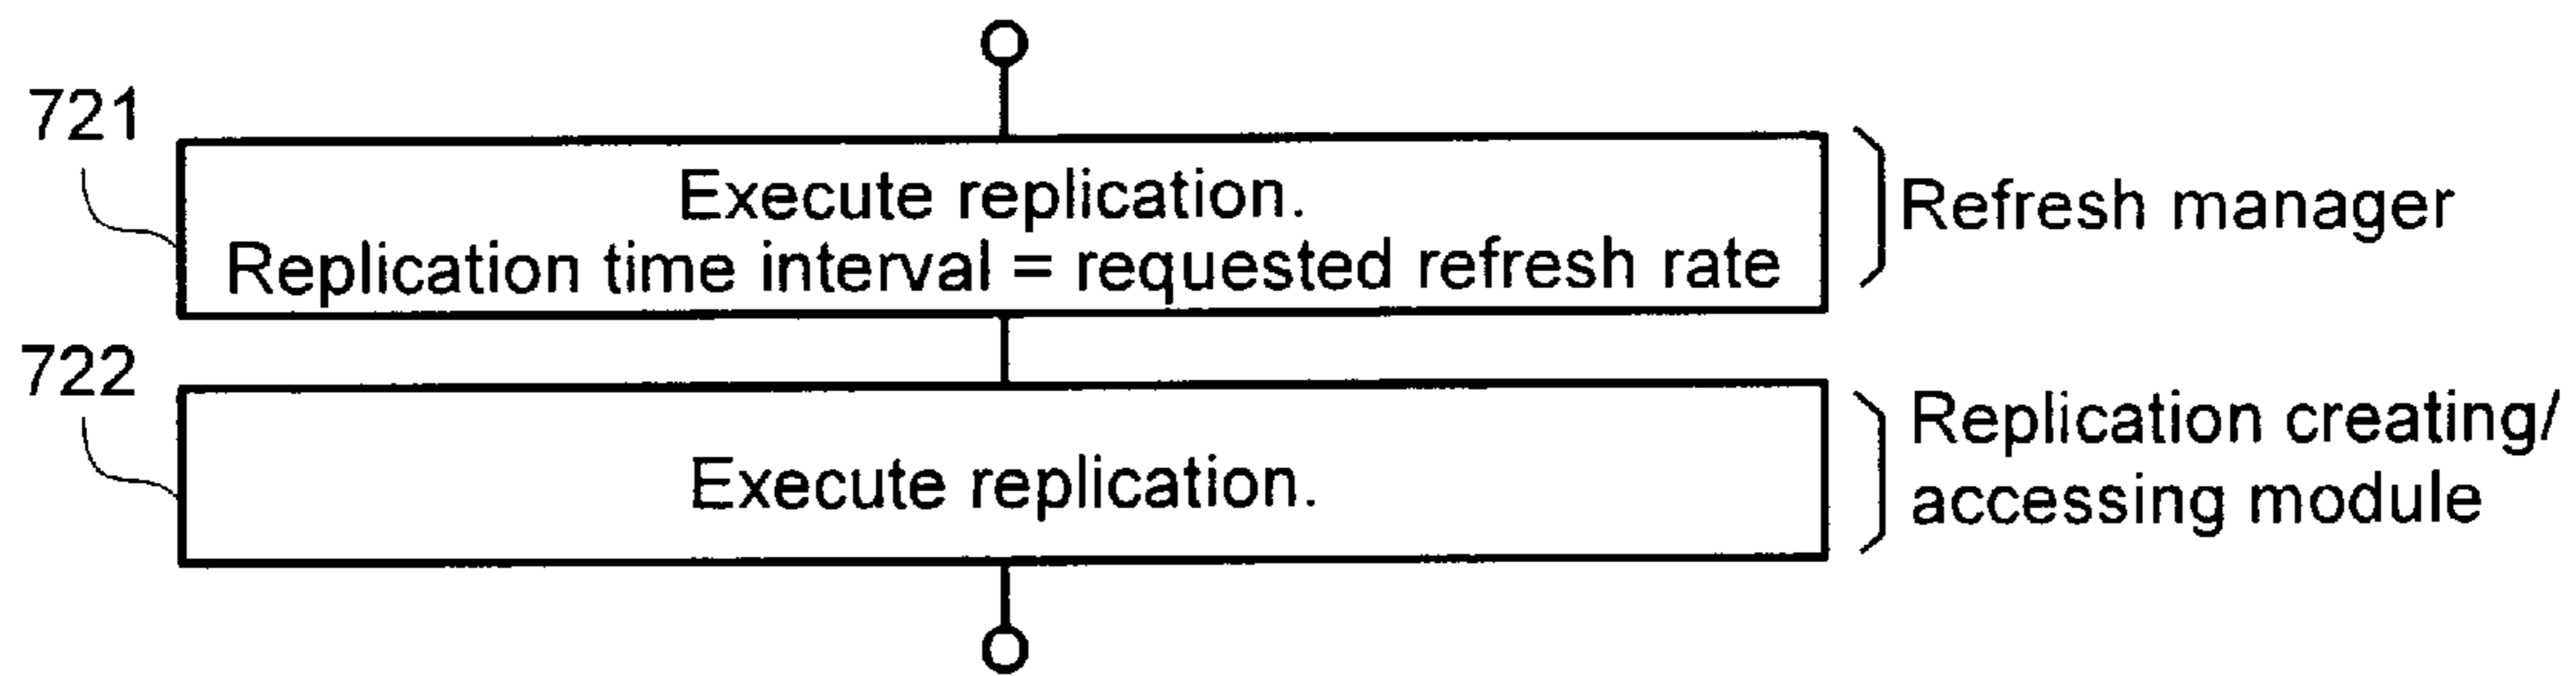 721
Execute replication.
Replication time interval = requested refresh rate
Refresh manager
722
Execute replication.
Replication creating/
accessing module